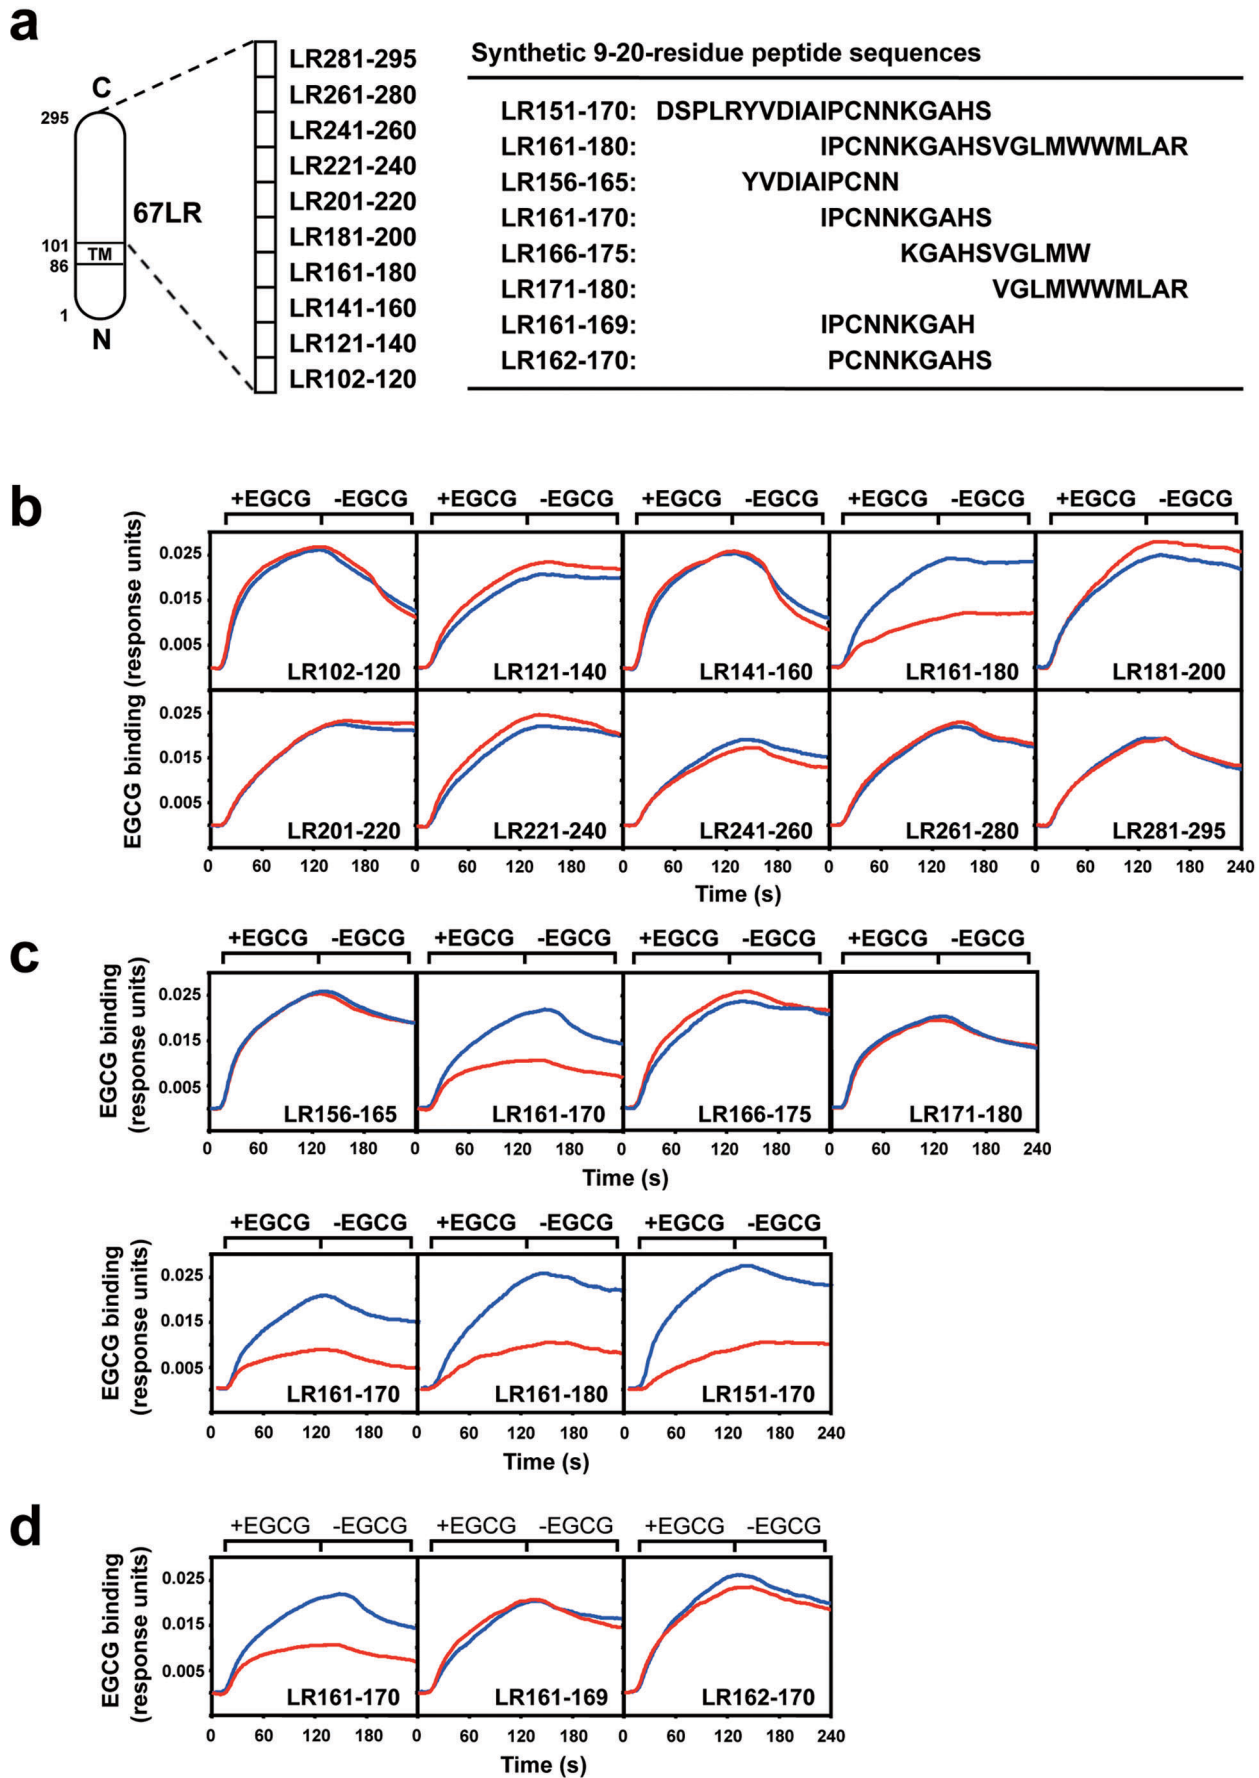 a
C
295
67LR
101
TM
86
1
N
LR281-295
LR261-280
LR241-260
LR221-240
LR201-220
LR181-200
LR161-180
LR141-160
LR121-140
LR102-120
Synthetic 9-20-residue peptide sequences
LR151-170: DSPLRYVDIAIPCNNKGAHS
LR161-180: IPCNNKGAHSVGLMWWMLAR
LR156-165: YVDIAIPCNN
LR161-170: IPCNNKGAHS
LR166-175: KGAHSVGLMW
LR171-180: VGLMWWMLAR
LR161-169: IPCNNKGAH
LR162-170: PCNNKGAHS
b
+EGCG -EGCG +EGCG -EGCG +EGCG -EGCG +EGCG -EGCG +EGCG -EGCG
EGCG binding (response units)
0.025
0.015
0.005
LR102-120 LR121-140 LR141-160 LR161-180 LR181-200
0.025
0.015
0.005
LR201-220 LR221-240 LR241-260 LR261-280 LR281-295
0 60 120 180 0 60 120 180 0 60 120 180 0 60 120 180 0 60 120 180 240
Time (s)
c
+EGCG -EGCG +EGCG -EGCG +EGCG -EGCG +EGCG -EGCG
EGCG binding
(response units)
0.025
0.015
0.005
LR156-165 LR161-170 LR166-175 LR171-180
0 60 120 180 0 60 120 180 0 60 120 180 0 60 120 180 240
Time (s)
+EGCG -EGCG +EGCG -EGCG +EGCG -EGCG
EGCG binding
(response units)
0.025
0.015
0.005
LR161-170 LR161-180 LR151-170
0 60 120 180 0 60 120 180 0 60 120 180 240
Time (s)
d
+EGCG -EGCG +EGCG -EGCG +EGCG -EGCG
EGCG binding
(response units)
0.025
0.015
0.005
LR161-170 LR161-169 LR162-170
0 60 120 180 0 60 120 180 0 60 120 180 240
Time (s)